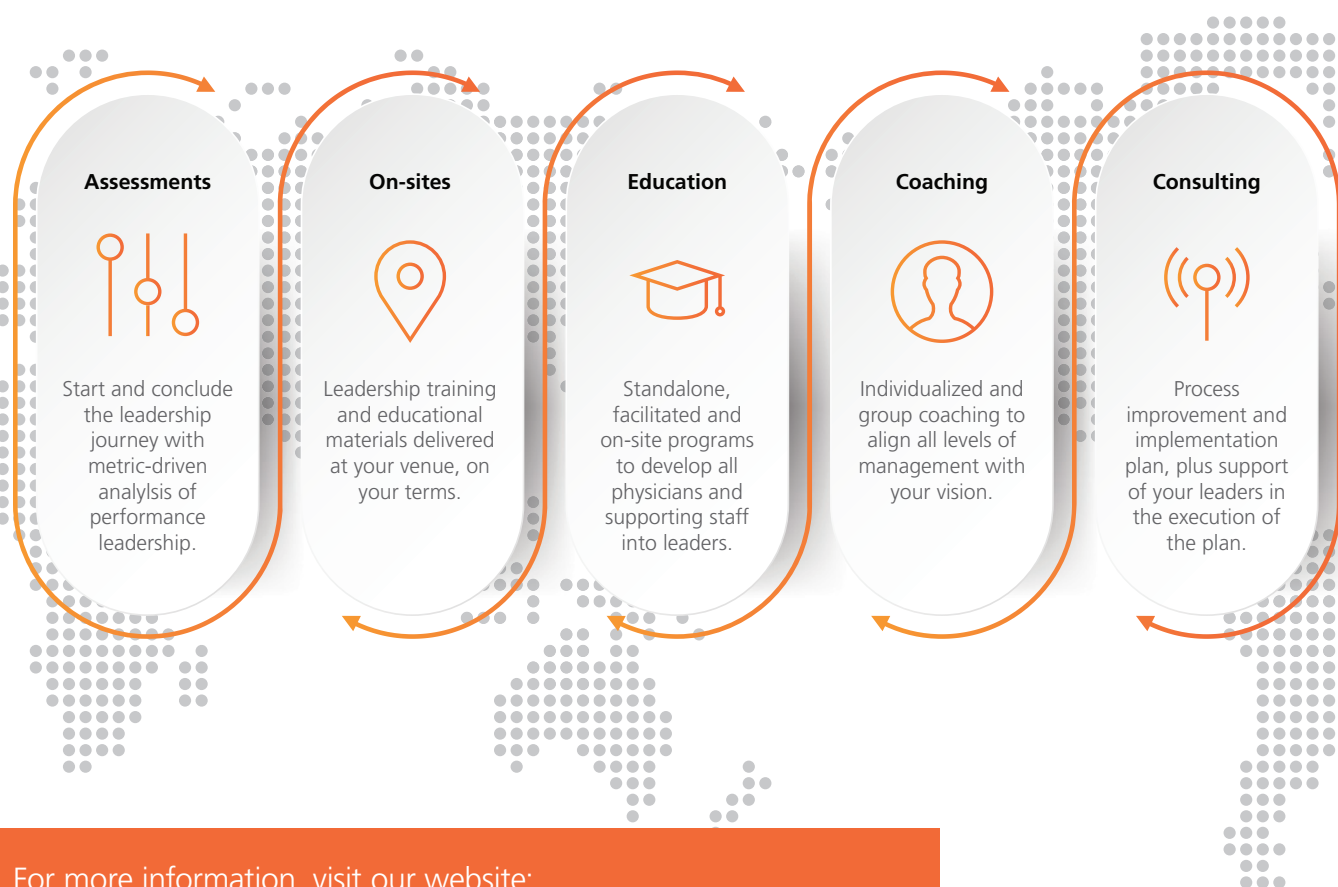 Assessments
Start and conclude
the leadership
journey with
metric-driven
analylsis of
performance
leadership.
On-sites
Leadership training
and educational
materials delivered
at your venue, on
your terms.
Education
Standalone,
facilitated and
on-site programs
to develop all
physicians and
supporting staff
into leaders.
Coaching
Individualized and
group coaching to
align all levels of
management with
your vision.
Consulting
Process
improvement and
implementation
plan, plus support
of your leaders in
the execution of
the plan.
For more information, visit our website: